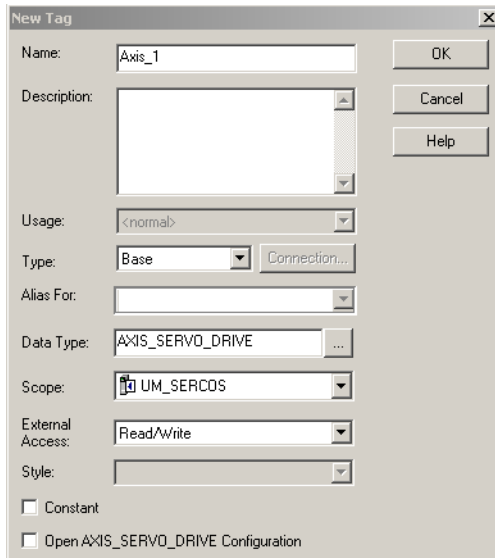 New Tag
Name: Axis_1
OK
Description:
Cancel
Help
Usage: <normal>
Type: Base Connection...
Alias For:
Data Type: AXIS_SERVO_DRIVE ...
Scope: UM_SERCOS
External
Access: Read/Write
Style:
Constant
Open AXIS_SERVO_DRIVE Configuration